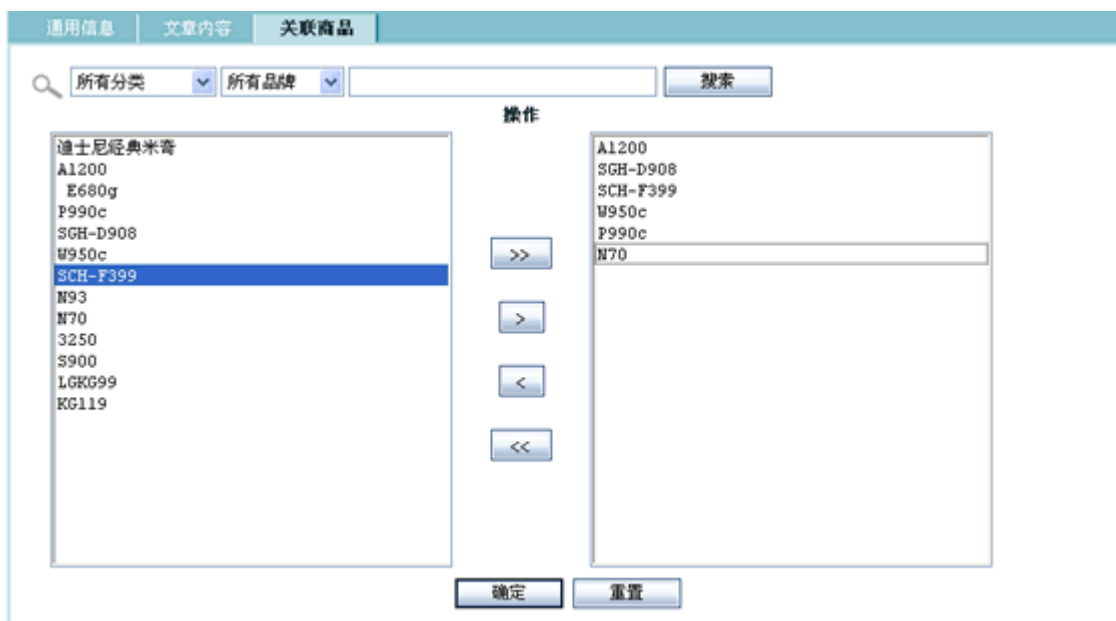 通用信息 文章内容 关联商品
所有分类 所有品牌 搜索
操作
迪士尼经典米奇
A1200
E680g
P990c
SGH-D908
W950c
SCH-F399
N93
N70
3250
S900
LGKG99
KG119
>>
>
<
<<
A1200
SGH-D908
SCH-F399
W950c
P990c
N70
确定 重置